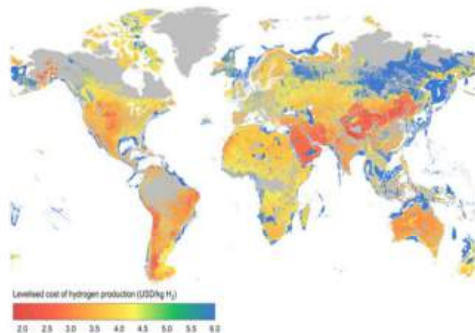 Levelised cost of hydrogen production (USD/kg H₂)
2.0 2.5 3.0 3.5 4.0 4.5 5.0 5.5 6.0